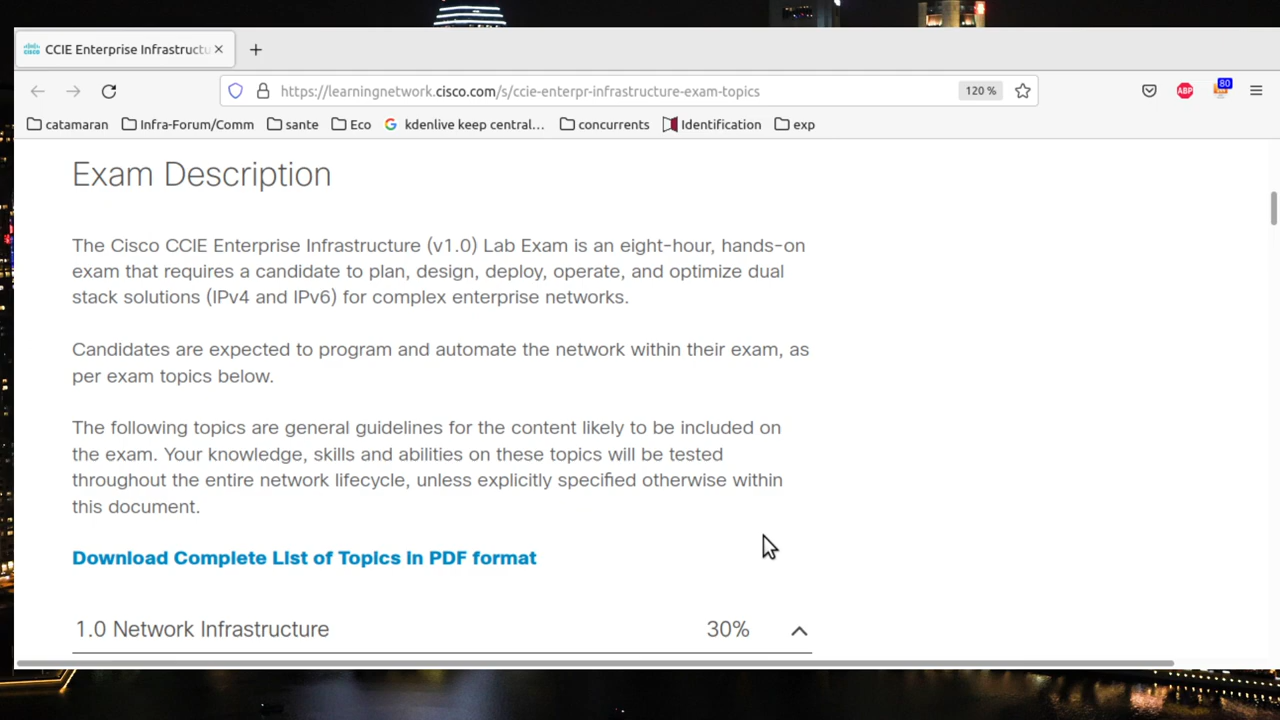 CISCO
CCIE Enterprise Infrastructu
https://learningnetwork.cisco.com/s/ccie-enterpr-infrastructure-exam-topics
120 %
ABP
80
catamaran
Infra-Forum/Comm
sante
Eco
G kdenlive keep central...
concurrents
Identification
exp
Exam Description
The Cisco CCIE Enterprise Infrastructure (v1.0) Lab Exam is an eight-hour, hands-on
exam that requires a candidate to plan, design, deploy, operate, and optimize dual
stack solutions (IPv4 and IPv6) for complex enterprise networks.
Candidates are expected to program and automate the network within their exam, as
per exam topics below.
The following topics are general guidelines for the content likely to be included on
the exam. Your knowledge, skills and abilities on these topics will be tested
throughout the entire network lifecycle, unless explicitly specified otherwise within
this document.
Download Complete List of Topics in PDF format
1.0 Network Infrastructure 30%